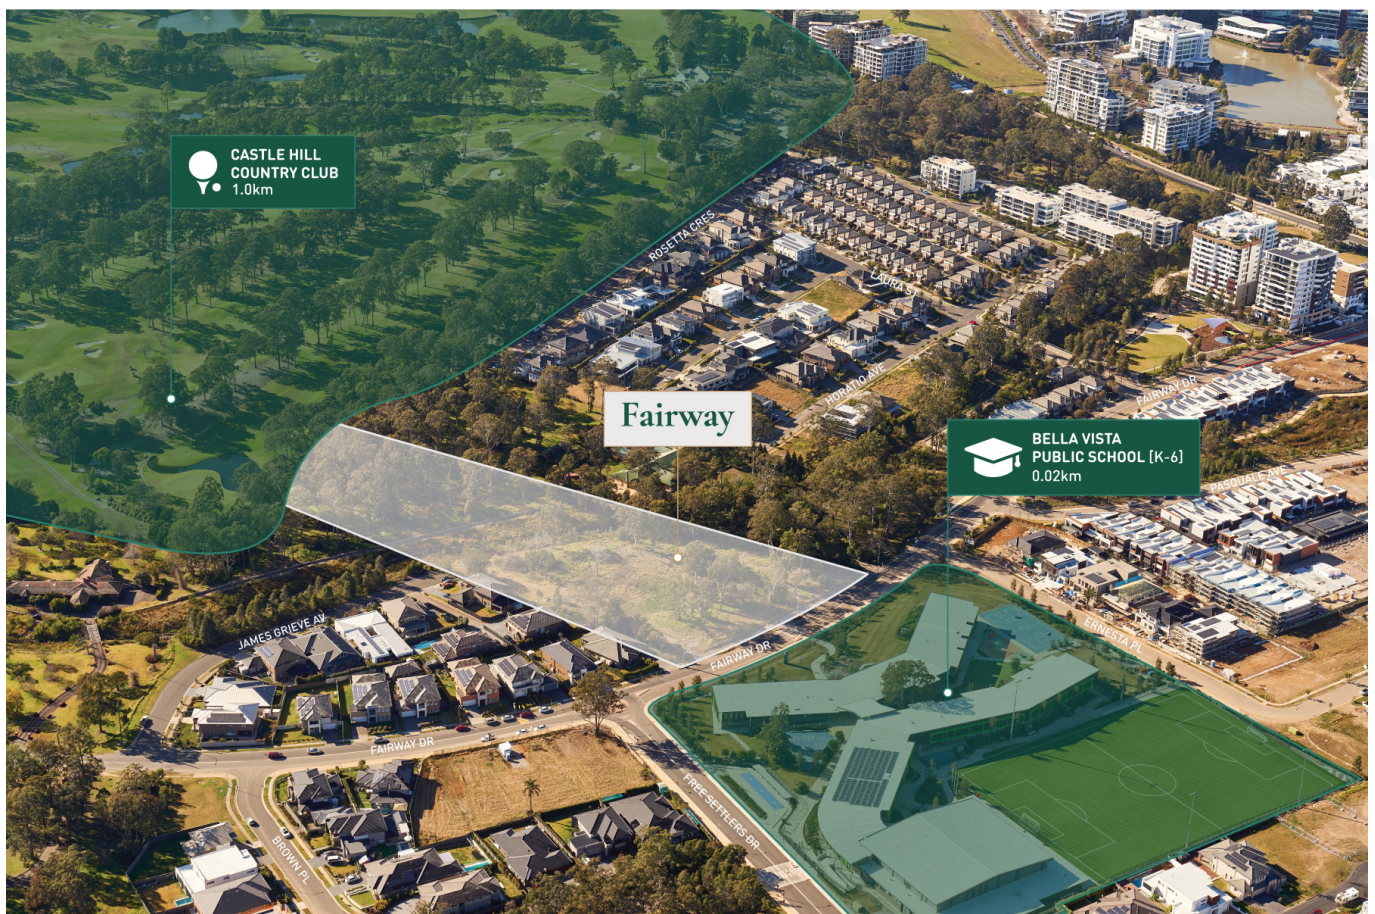 CASTLE HILL
COUNTRY CLUB
1.0km
ROSETTA CRES
LAURA S
HORATIO AVE
FAIRWAY DR
Fairway
BELLA VISTA
PUBLIC SCHOOL [K-6]
0.02km
PASQUALE AVE
JAMES GRIEVE AV
FAIRWAY DR
ERNESTA PL
FAIRWAY DR
FREE SETTLERS DR
BROWN PL